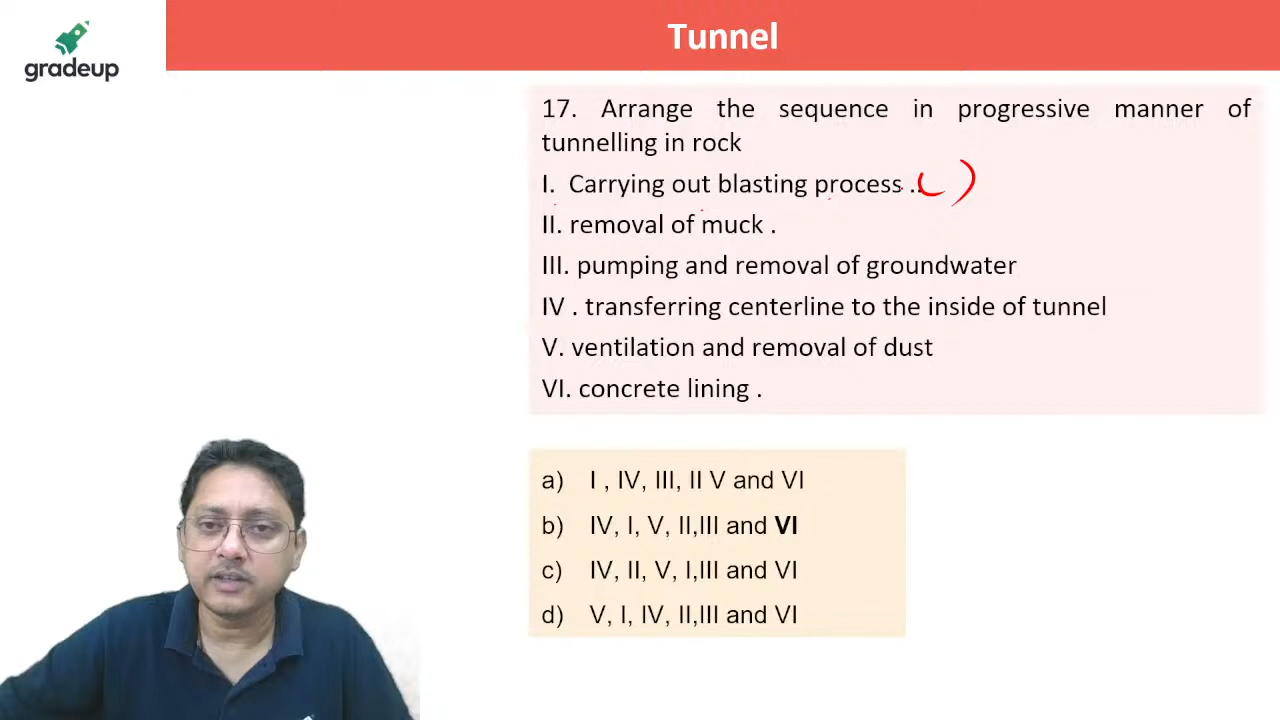 Tunnel
gradeup
17. Arrange the sequence in progressive manner of
tunnelling in rock
I. Carrying out blasting process ..
II. removal of muck .
III. pumping and removal of groundwater
IV . transferring centerline to the inside of tunnel
V. ventilation and removal of dust
VI. concrete lining .
a) I , IV, III, II V and VI
b) IV, I, V, II,III and VI
c) IV, II, V, I,III and VI
d) V, I, IV, II,III and VI